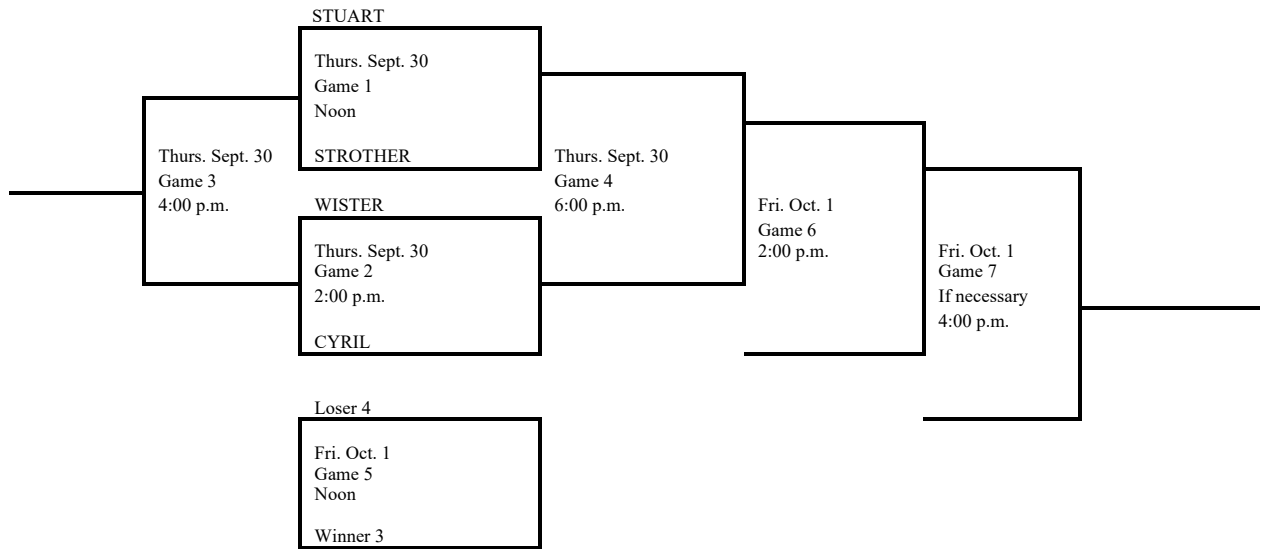 STUART
Thurs. Sept. 30
Game 1
Noon
STROTHER
Thurs. Sept. 30
Game 3
4:00 p.m.
WISTER
Thurs. Sept. 30
Game 2
2:00 p.m.
CYRIL
Thurs. Sept. 30
Game 4
6:00 p.m.
Fri. Oct. 1
Game 6
2:00 p.m.
Fri. Oct. 1
Game 7
If necessary
4:00 p.m.
Loser 4
Fri. Oct. 1
Game 5
Noon
Winner 3